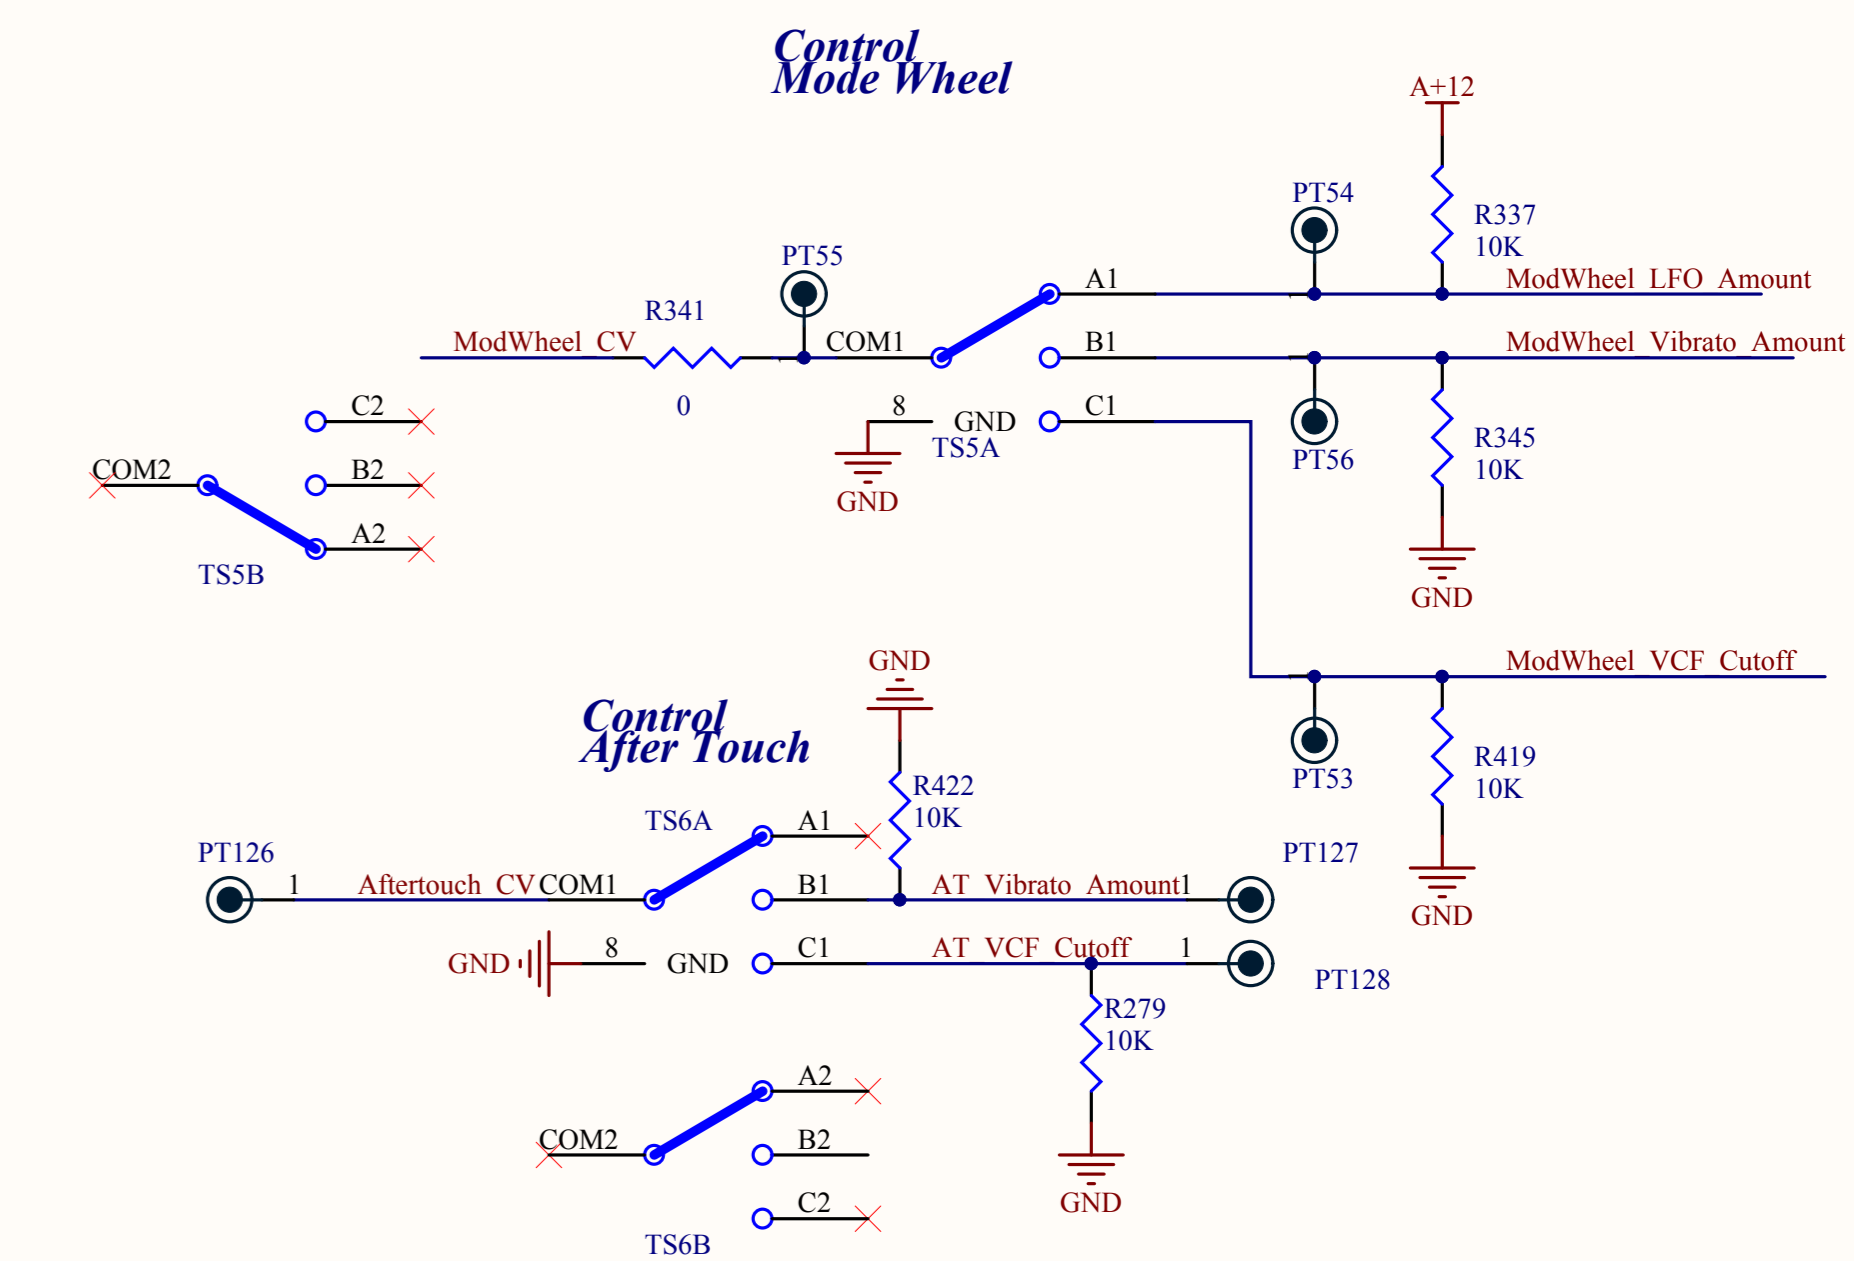 Control
Mode Wheel
A+12
PT54
R337
10K
PT55
A1
ModWheel_LFO_Amount
R341
ModWheel_CV
COM1
B1
ModWheel_Vibrato_Amount
0
C2
8
GND
C1
TS5A
PT56
R345
10K
COM2
B2
GND
A2
TS5B
GND
GND
ModWheel_VCF_Cutoff
Control
After Touch
PT53
R419
10K
R422
10K
TS6A
A1
PT126
PT127
1
Aftertouch_CV
COM1
B1
AT_Vibrato_Amount
1
GND
GND
8
GND
C1
AT_VCF_Cutoff
1
PT128
R279
10K
A2
COM2
B2
GND
C2
TS6B